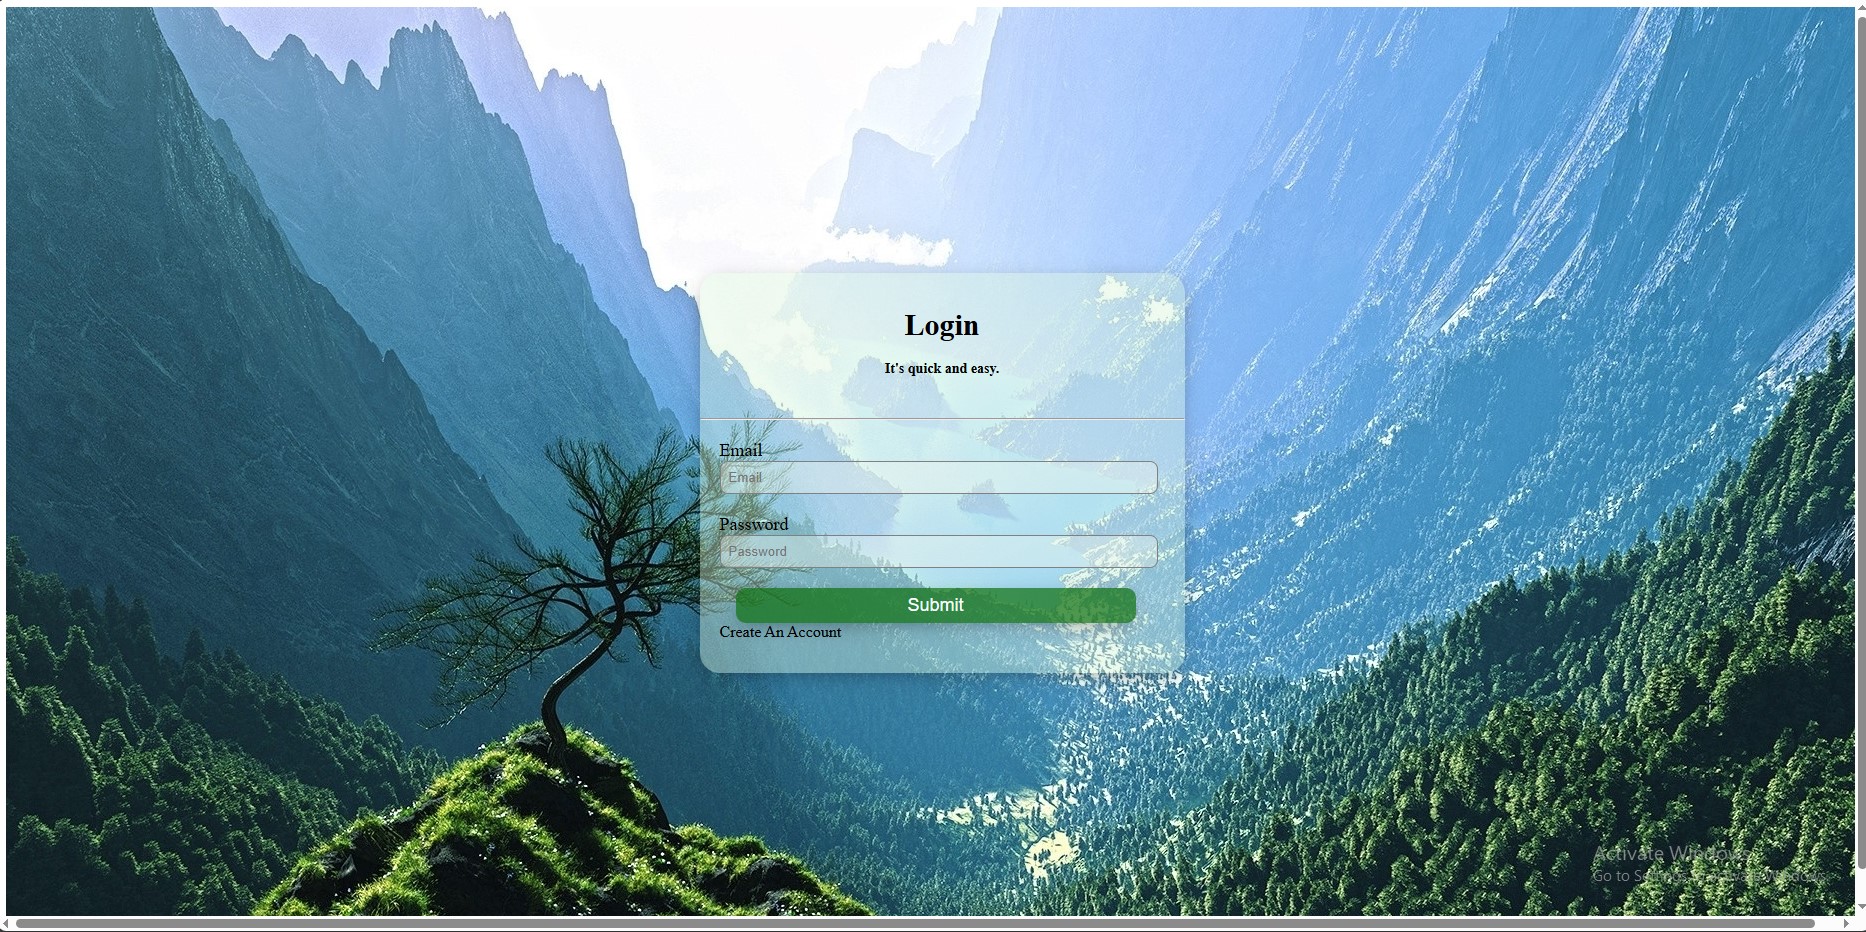 Login
It's quick and easy.
Email
Email
Password
Password
Submit
Create An Account
Activate Windows
Go to Settings to activate Windows.